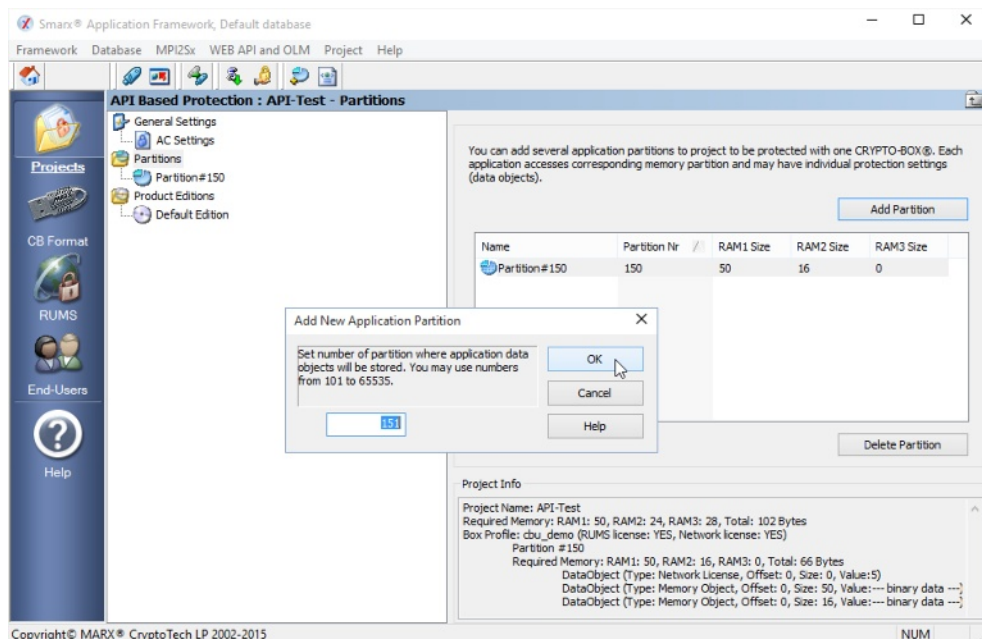 Smarx® Application Framework, Default database
Framework Database MPI2Sx WEB API and OLM Project Help
API Based Protection : API-Test - Partitions
Projects
CB Format
RUMS
End-Users
Help
General Settings
AC Settings
Partitions
Partition#150
Product Editions
Default Edition
You can add several application partitions to project to be protected with one CRYPTO-BOX®. Each
application accesses corresponding memory partition and may have individual protection settings
(data objects).
Add Partition
Name Partition Nr / RAM1 Size RAM2 Size RAM3 Size
Partition#150 150 50 16 0
Add New Application Partition
Set number of partition where application data
objects will be stored. You may use numbers
from 101 to 65535.
151
OK
Cancel
Help
Delete Partition
Project Info
Project Name: API-Test
Required Memory: RAM1: 50, RAM2: 24, RAM3: 28, Total: 102 Bytes
Box Profile: cbu_demo (RUMS license: YES, Network license: YES)
Partition #150
Required Memory: RAM1: 50, RAM2: 16, RAM3: 0, Total: 66 Bytes
DataObject (Type: Network License, Offset: 0, Size: 0, Value:5)
DataObject (Type: Memory Object, Offset: 0, Size: 50, Value:--- binary data ---)
DataObject (Type: Memory Object, Offset: 0, Size: 16, Value:--- binary data ---)
Copyright© MARX® CryptoTech LP 2002-2015
NUM